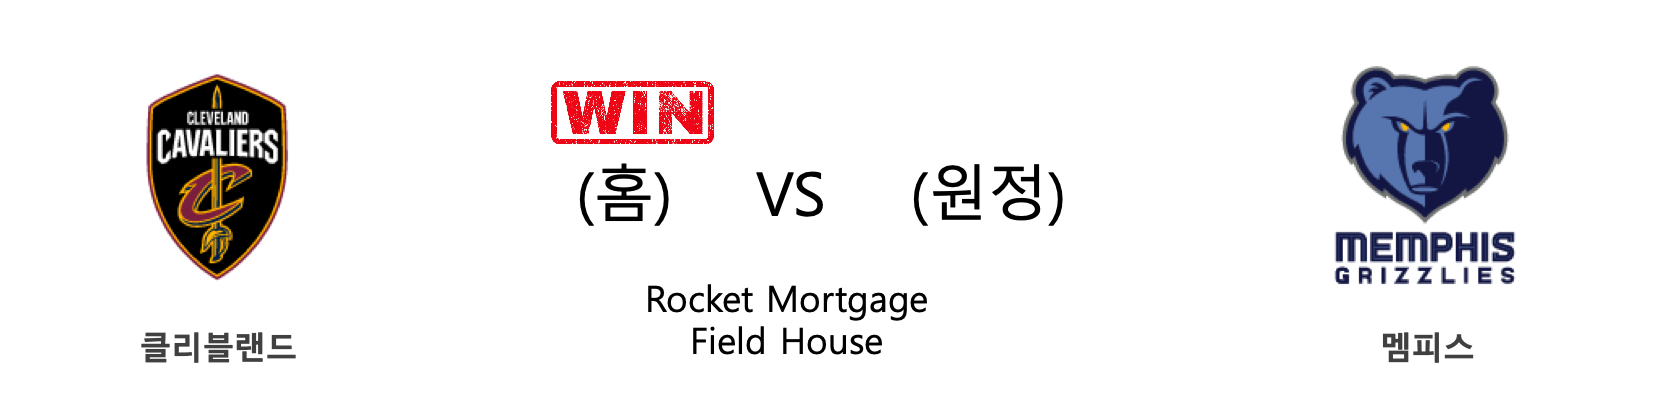 CLEVELAND
CAVALIERS
클리블랜드
WIN
(홈) VS (원정)
Rocket Mortgage
Field House
MEMPHIS
GRIZZLIES
멤피스